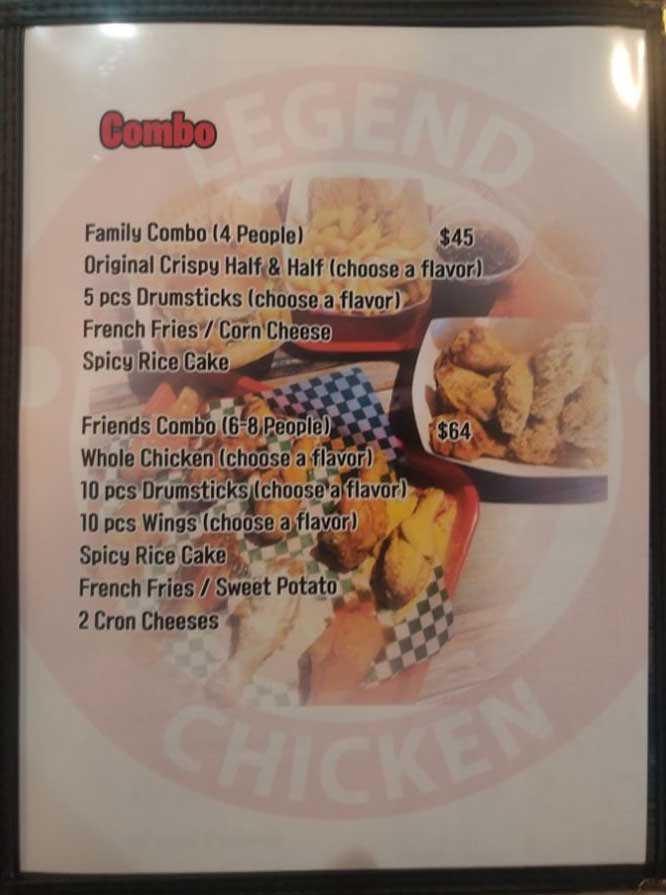 LEGEND
Combo
Family Combo (4 People) $45
Original Crispy Half & Half (choose a flavor)
5 pcs Drumsticks (choose a flavor)
French Fries / Corn Cheese
Spicy Rice Cake
Friends Combo (6-8 People) $64
Whole Chicken (choose a flavor)
10 pcs Drumsticks (choose a flavor)
10 pcs Wings (choose a flavor)
Spicy Rice Cake
French Fries / Sweet Potato
2 Cron Cheeses
CHICKEN